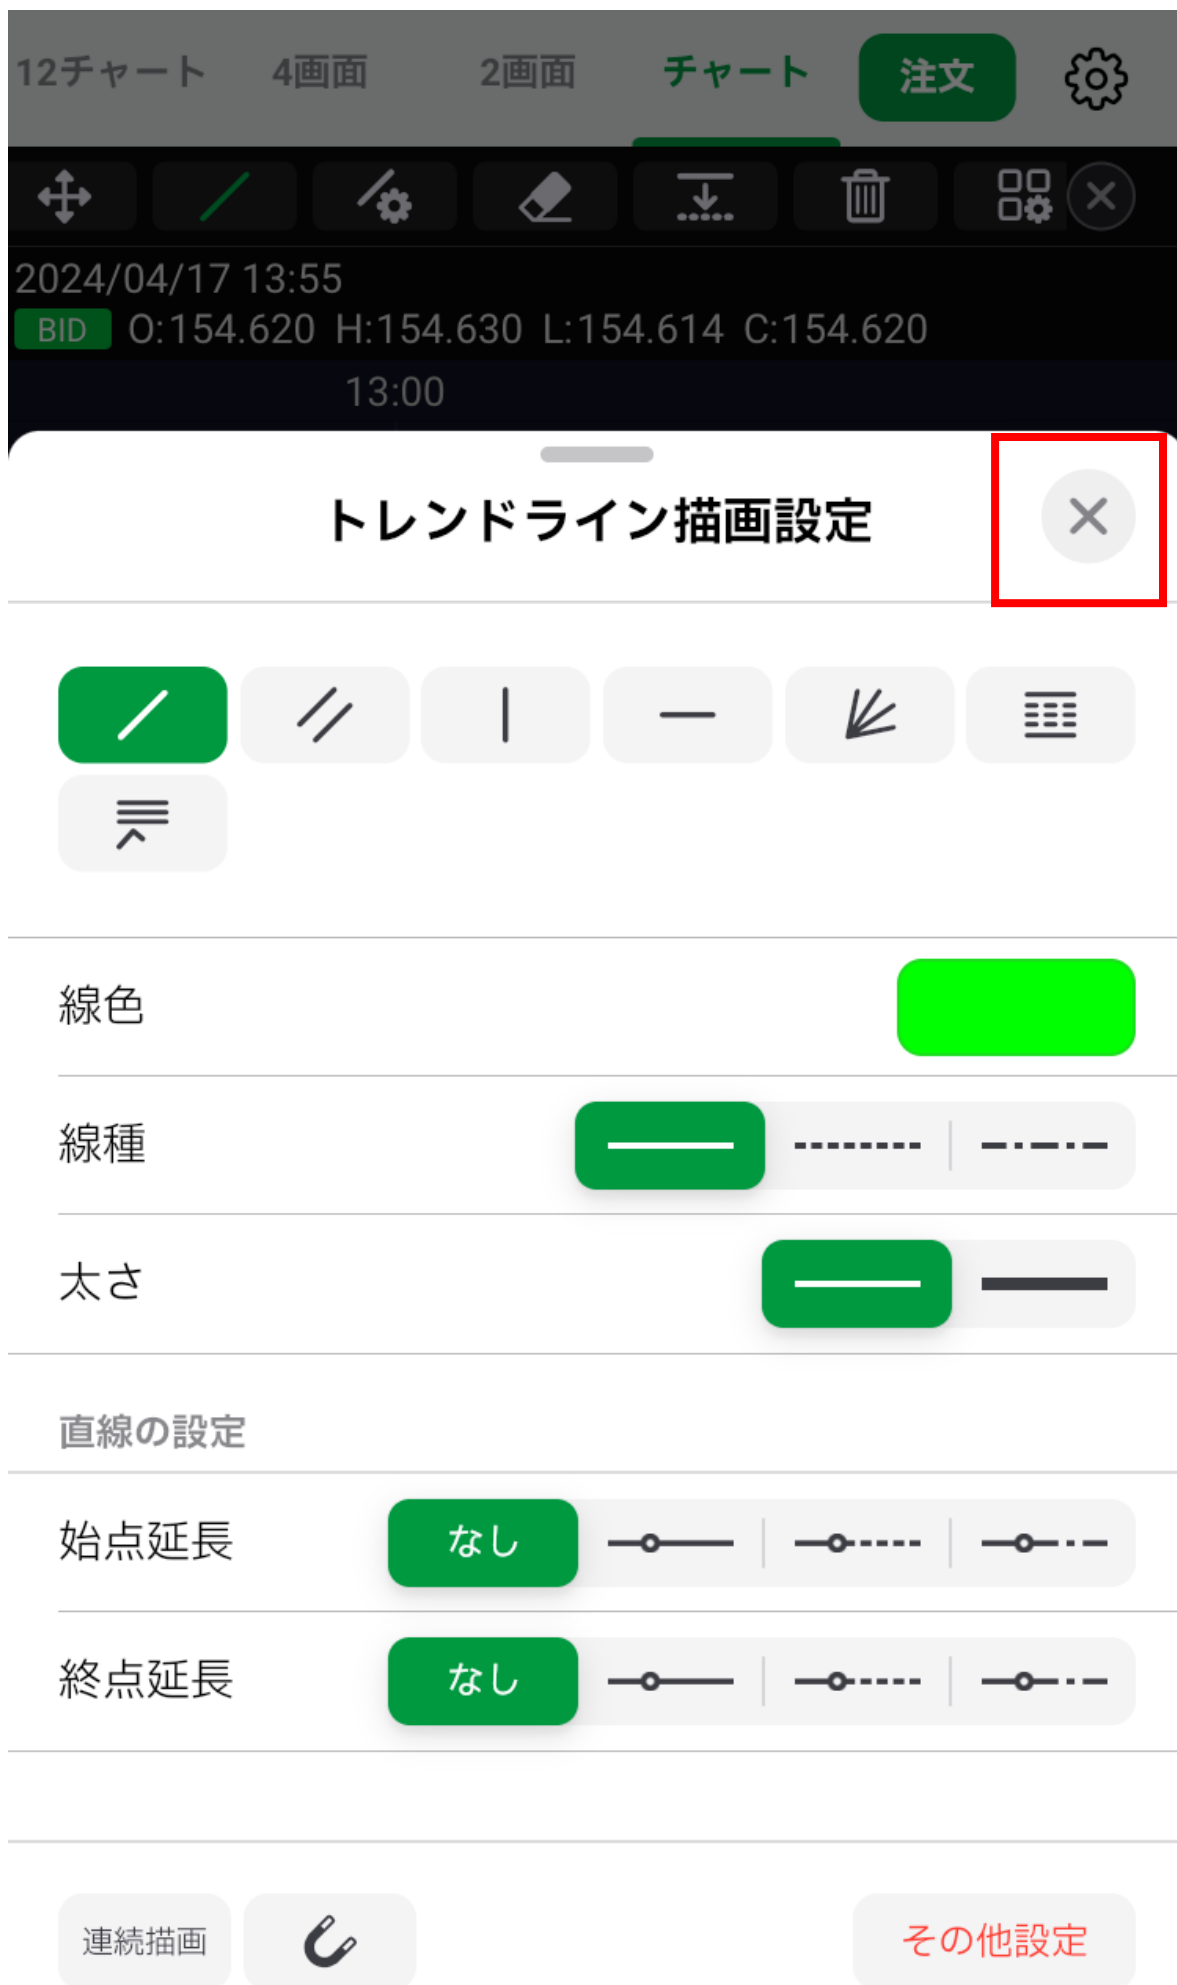 12チャート 4画面 2画面 チャート 注文
2024/04/17 13:55
BID O:154.620 H:154.630 L:154.614 C:154.620
13:00
トレンドライン描画設定
線色
線種
太さ
直線の設定
始点延長 なし
終点延長 なし
連続描画 その他設定